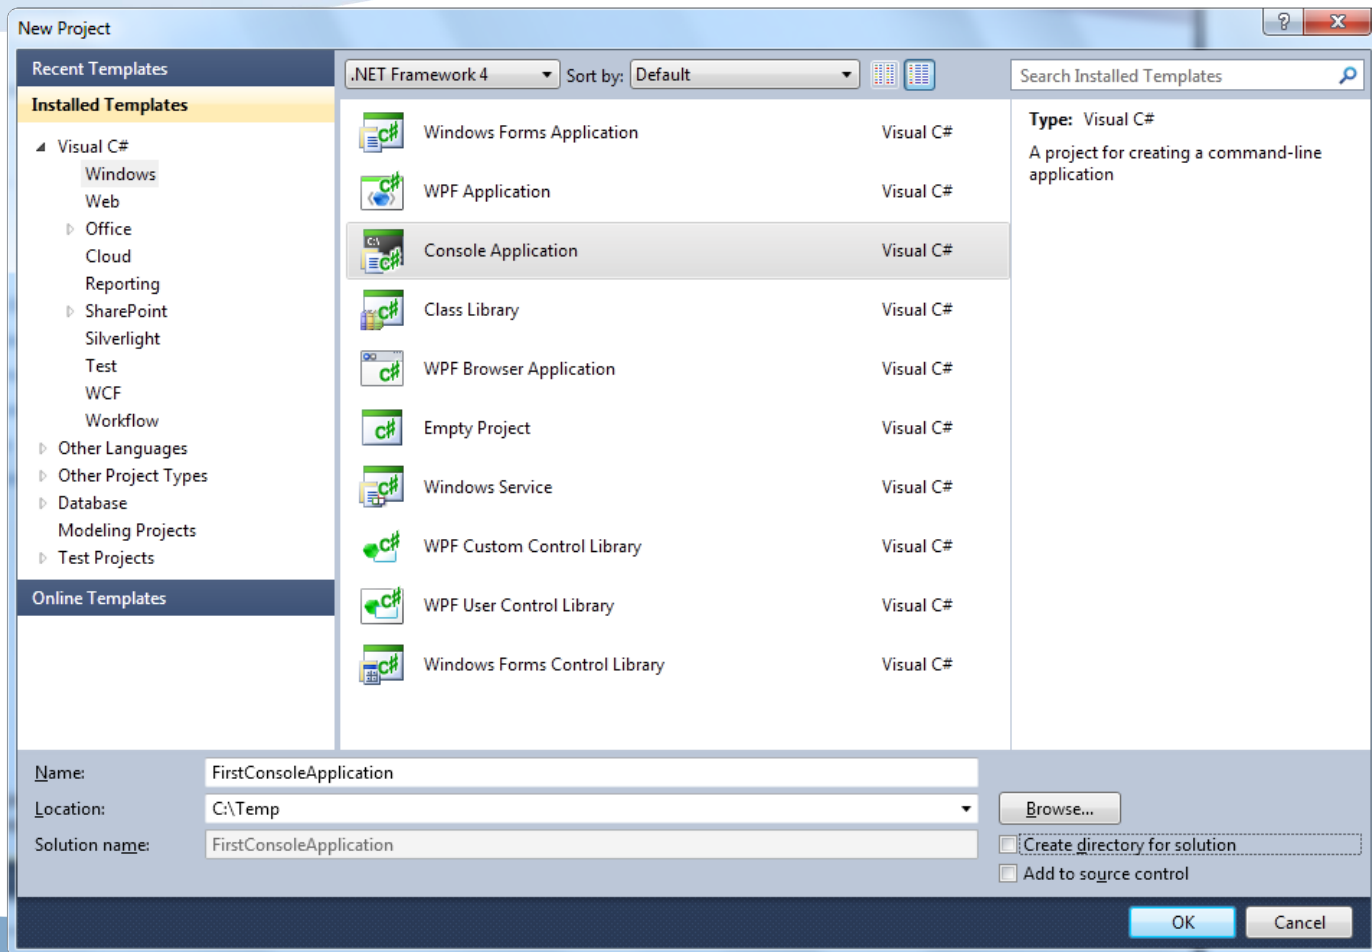 New Project
Recent Templates
Installed Templates
Visual C#
Windows
Web
Office
Cloud
Reporting
SharePoint
Silverlight
Test
WCF
Workflow
Other Languages
Other Project Types
Database
Modeling Projects
Test Projects
Online Templates
.NET Framework 4 Sort by: Default
Windows Forms Application Visual C#
WPF Application Visual C#
Console Application Visual C#
Class Library Visual C#
WPF Browser Application Visual C#
Empty Project Visual C#
Windows Service Visual C#
WPF Custom Control Library Visual C#
WPF User Control Library Visual C#
Windows Forms Control Library Visual C#
Search Installed Templates
Type: Visual C#
A project for creating a command-line
application
Name: FirstConsoleApplication
Location: C:\Temp Browse...
Solution name: FirstConsoleApplication
Create directory for solution
Add to source control
OK Cancel